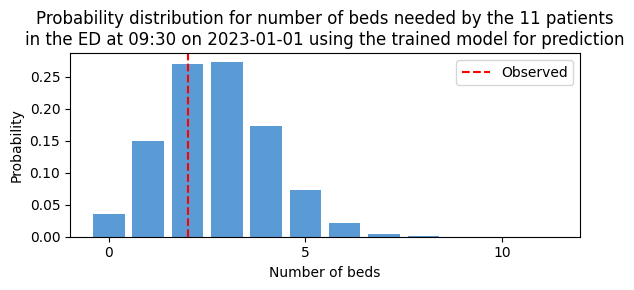 Probability distribution for number of beds needed by the 11 patients
in the ED at 09:30 on 2023-01-01 using the trained model for prediction
Observed
Probability
0.25
0.20
0.15
0.10
0.05
0.00
0
5
10
Number of beds